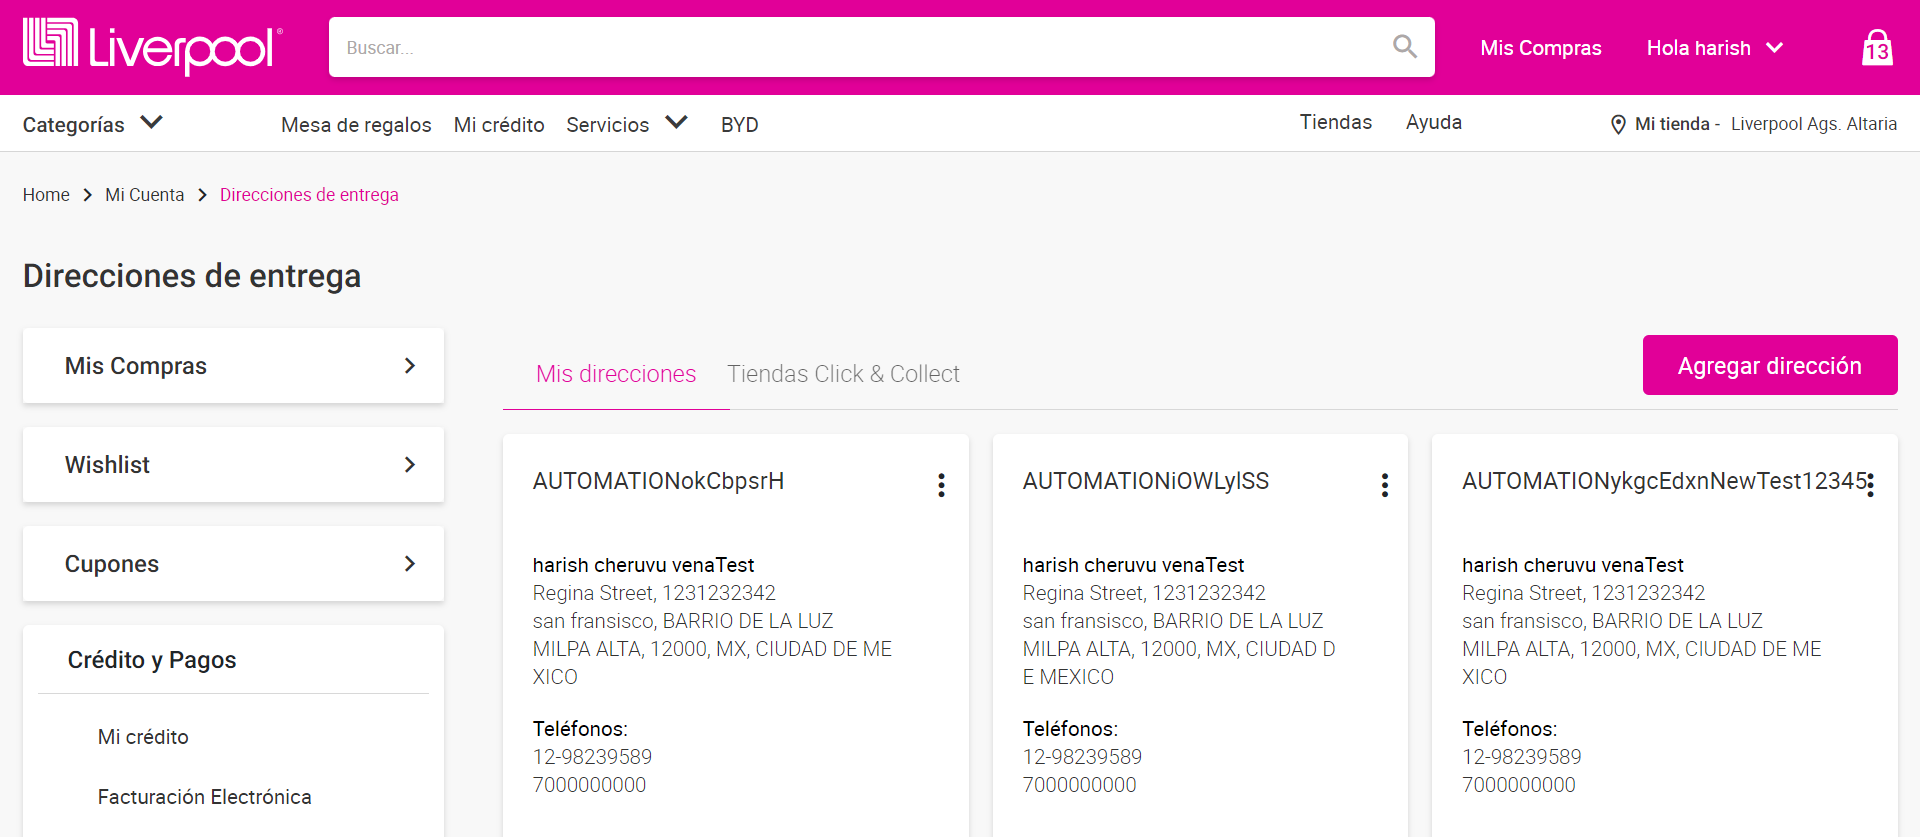 Liverpool®
Buscar...
Mis Compras
Hola harish
13
Categorías
Mesa de regalos
Mi crédito
Servicios
BYD
Tiendas
Ayuda
Mi tienda - Liverpool Ags. Altaria
Home
Mi Cuenta
Direcciones de entrega
Direcciones de entrega
Mis Compras
Wishlist
Cupones
Crédito y Pagos
Mi crédito
Facturación Electrónica
Mis direcciones
Tiendas Click & Collect
Agregar dirección
AUTOMATIONokCbpsrH
harish cheruvu venaTest
Regina Street, 1231232342
san fransisco, BARRIO DE LA LUZ
MILPA ALTA, 12000, MX, CIUDAD DE ME
XICO
Teléfonos:
12-98239589
7000000000
AUTOMATIONiOWLylSS
harish cheruvu venaTest
Regina Street, 1231232342
san fransisco, BARRIO DE LA LUZ
MILPA ALTA, 12000, MX, CIUDAD D
E MEXICO
Teléfonos:
12-98239589
7000000000
AUTOMATIONykgcEdxnNewTest12345
harish cheruvu venaTest
Regina Street, 1231232342
san fransisco, BARRIO DE LA LUZ
MILPA ALTA, 12000, MX, CIUDAD DE ME
XICO
Teléfonos:
12-98239589
7000000000